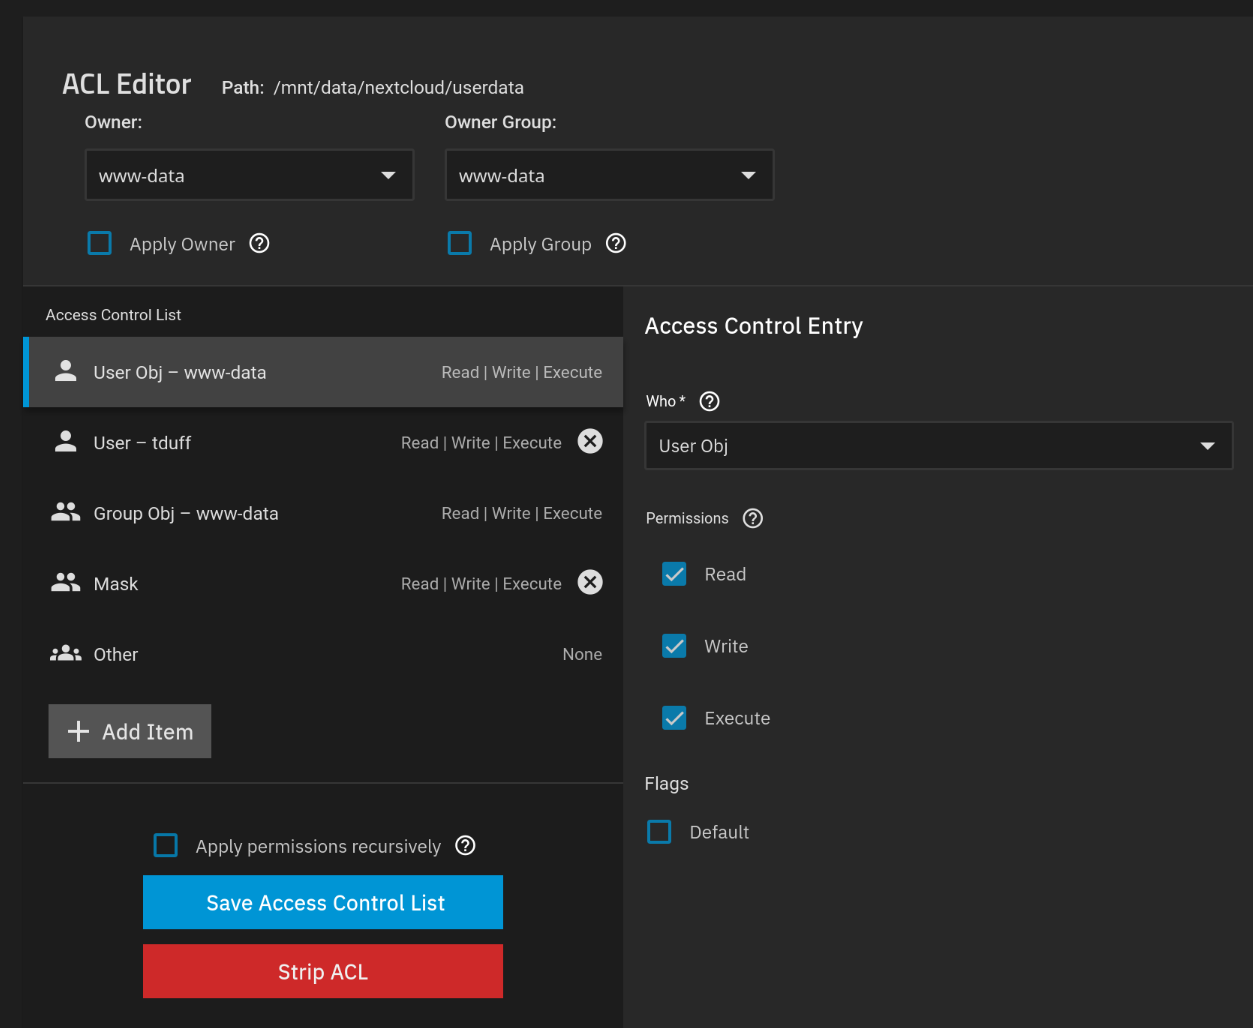 ACL Editor Path: /mnt/data/nextcloud/userdata
Owner: Owner Group:
www-data www-data
Apply Owner Apply Group
Access Control List
User Obj – www-data Read | Write | Execute
User – tduff Read | Write | Execute
Group Obj – www-data Read | Write | Execute
Mask Read | Write | Execute
Other None
Add Item
Apply permissions recursively
Save Access Control List
Strip ACL
Access Control Entry
Who *
User Obj
Permissions
Read
Write
Execute
Flags
Default